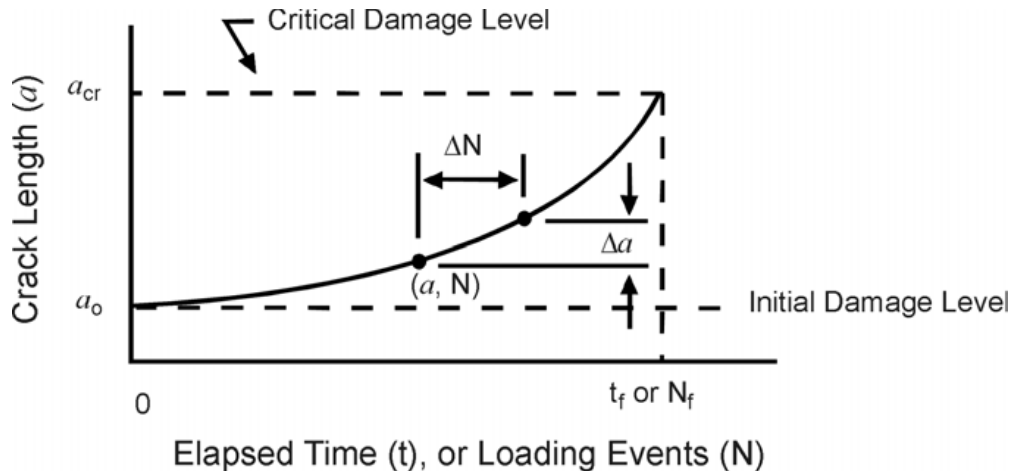 Critical Damage Level
Crack Length (a)
a_cr
ΔN
Δa
(a, N)
a_o
Initial Damage Level
0
t_f or N_f
Elapsed Time (t), or Loading Events (N)